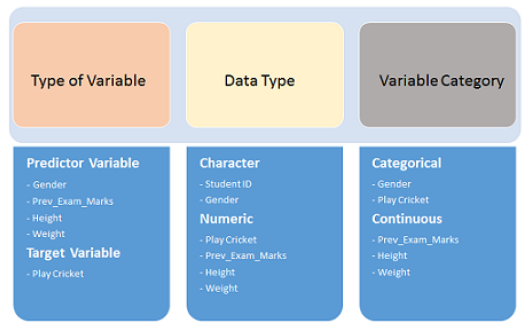 Type of Variable
Data Type
Variable Category
Predictor Variable
- Gender
- Prev_Exam_Marks
- Height
- Weight
Target Variable
- Play Cricket
Character
- Student ID
- Gender
Numeric
- Play Cricket
- Prev_Exam_Marks
- Height
- Weight
Categorical
- Gender
- Play Cricket
Continuous
- Prev_Exam_Marks
- Height
- Weight